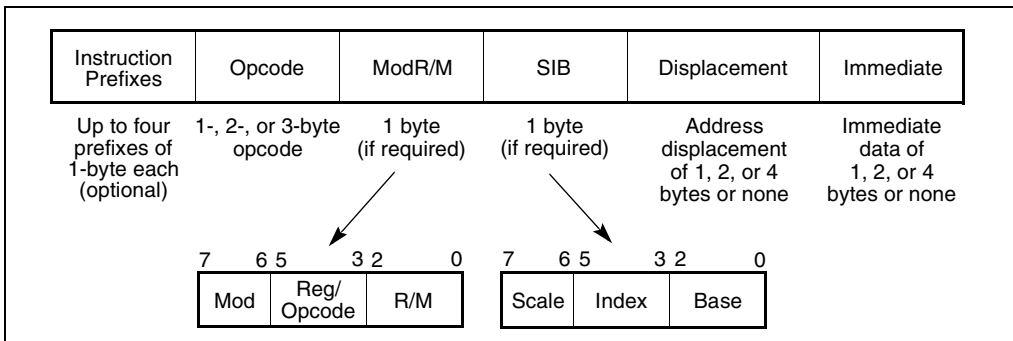 Instruction Prefixes
Opcode
ModR/M
SIB
Displacement
Immediate
Up to four
prefixes of
1-byte each
(optional)
1-, 2-, or 3-byte
opcode
1 byte
(if required)
1 byte
(if required)
Address
displacement
of 1, 2, or 4
bytes or none
Immediate
data of
1, 2, or 4
bytes or none
7 6 5 3 2 0
Mod
Reg/
Opcode
R/M
7 6 5 3 2 0
Scale
Index
Base